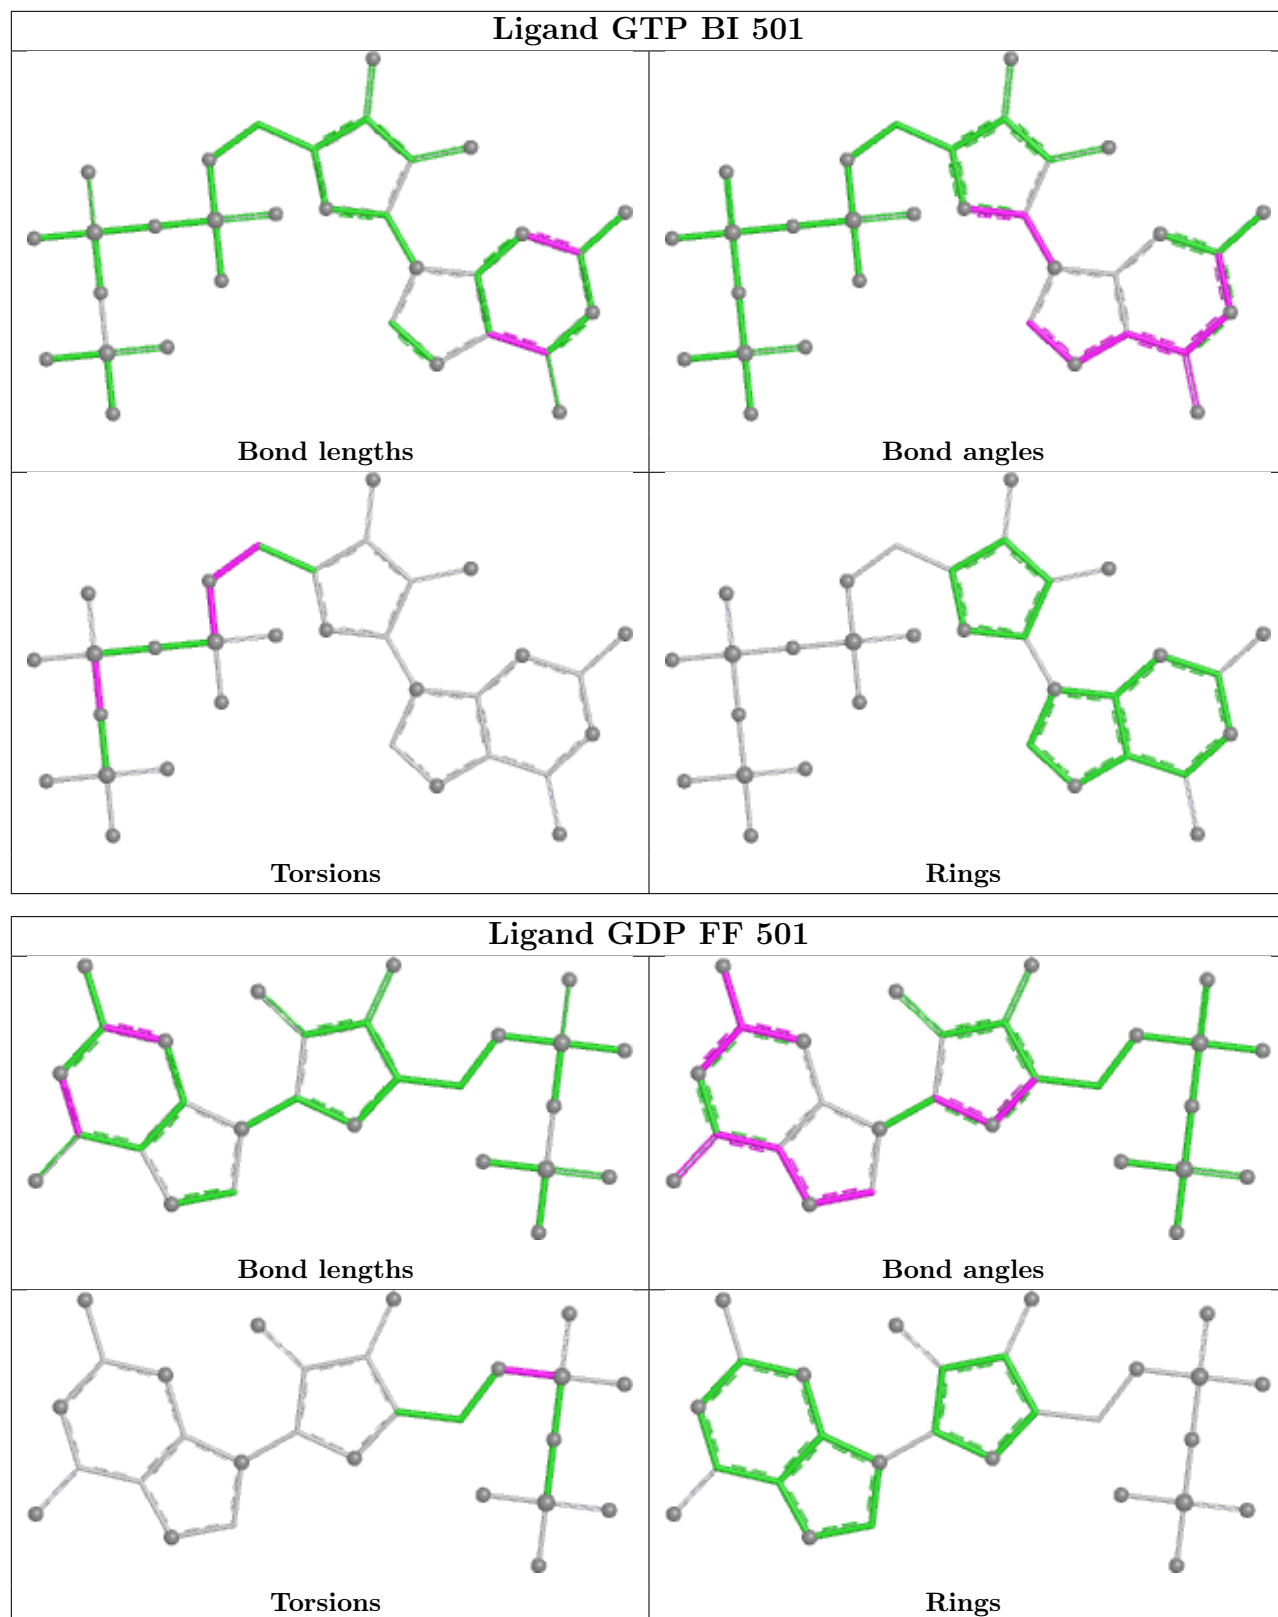 Ligand GTP BI 501
Bond lengths
Bond angles
Torsions
Rings
Ligand GDP FF 501
Bond lengths
Bond angles
Torsions
Rings